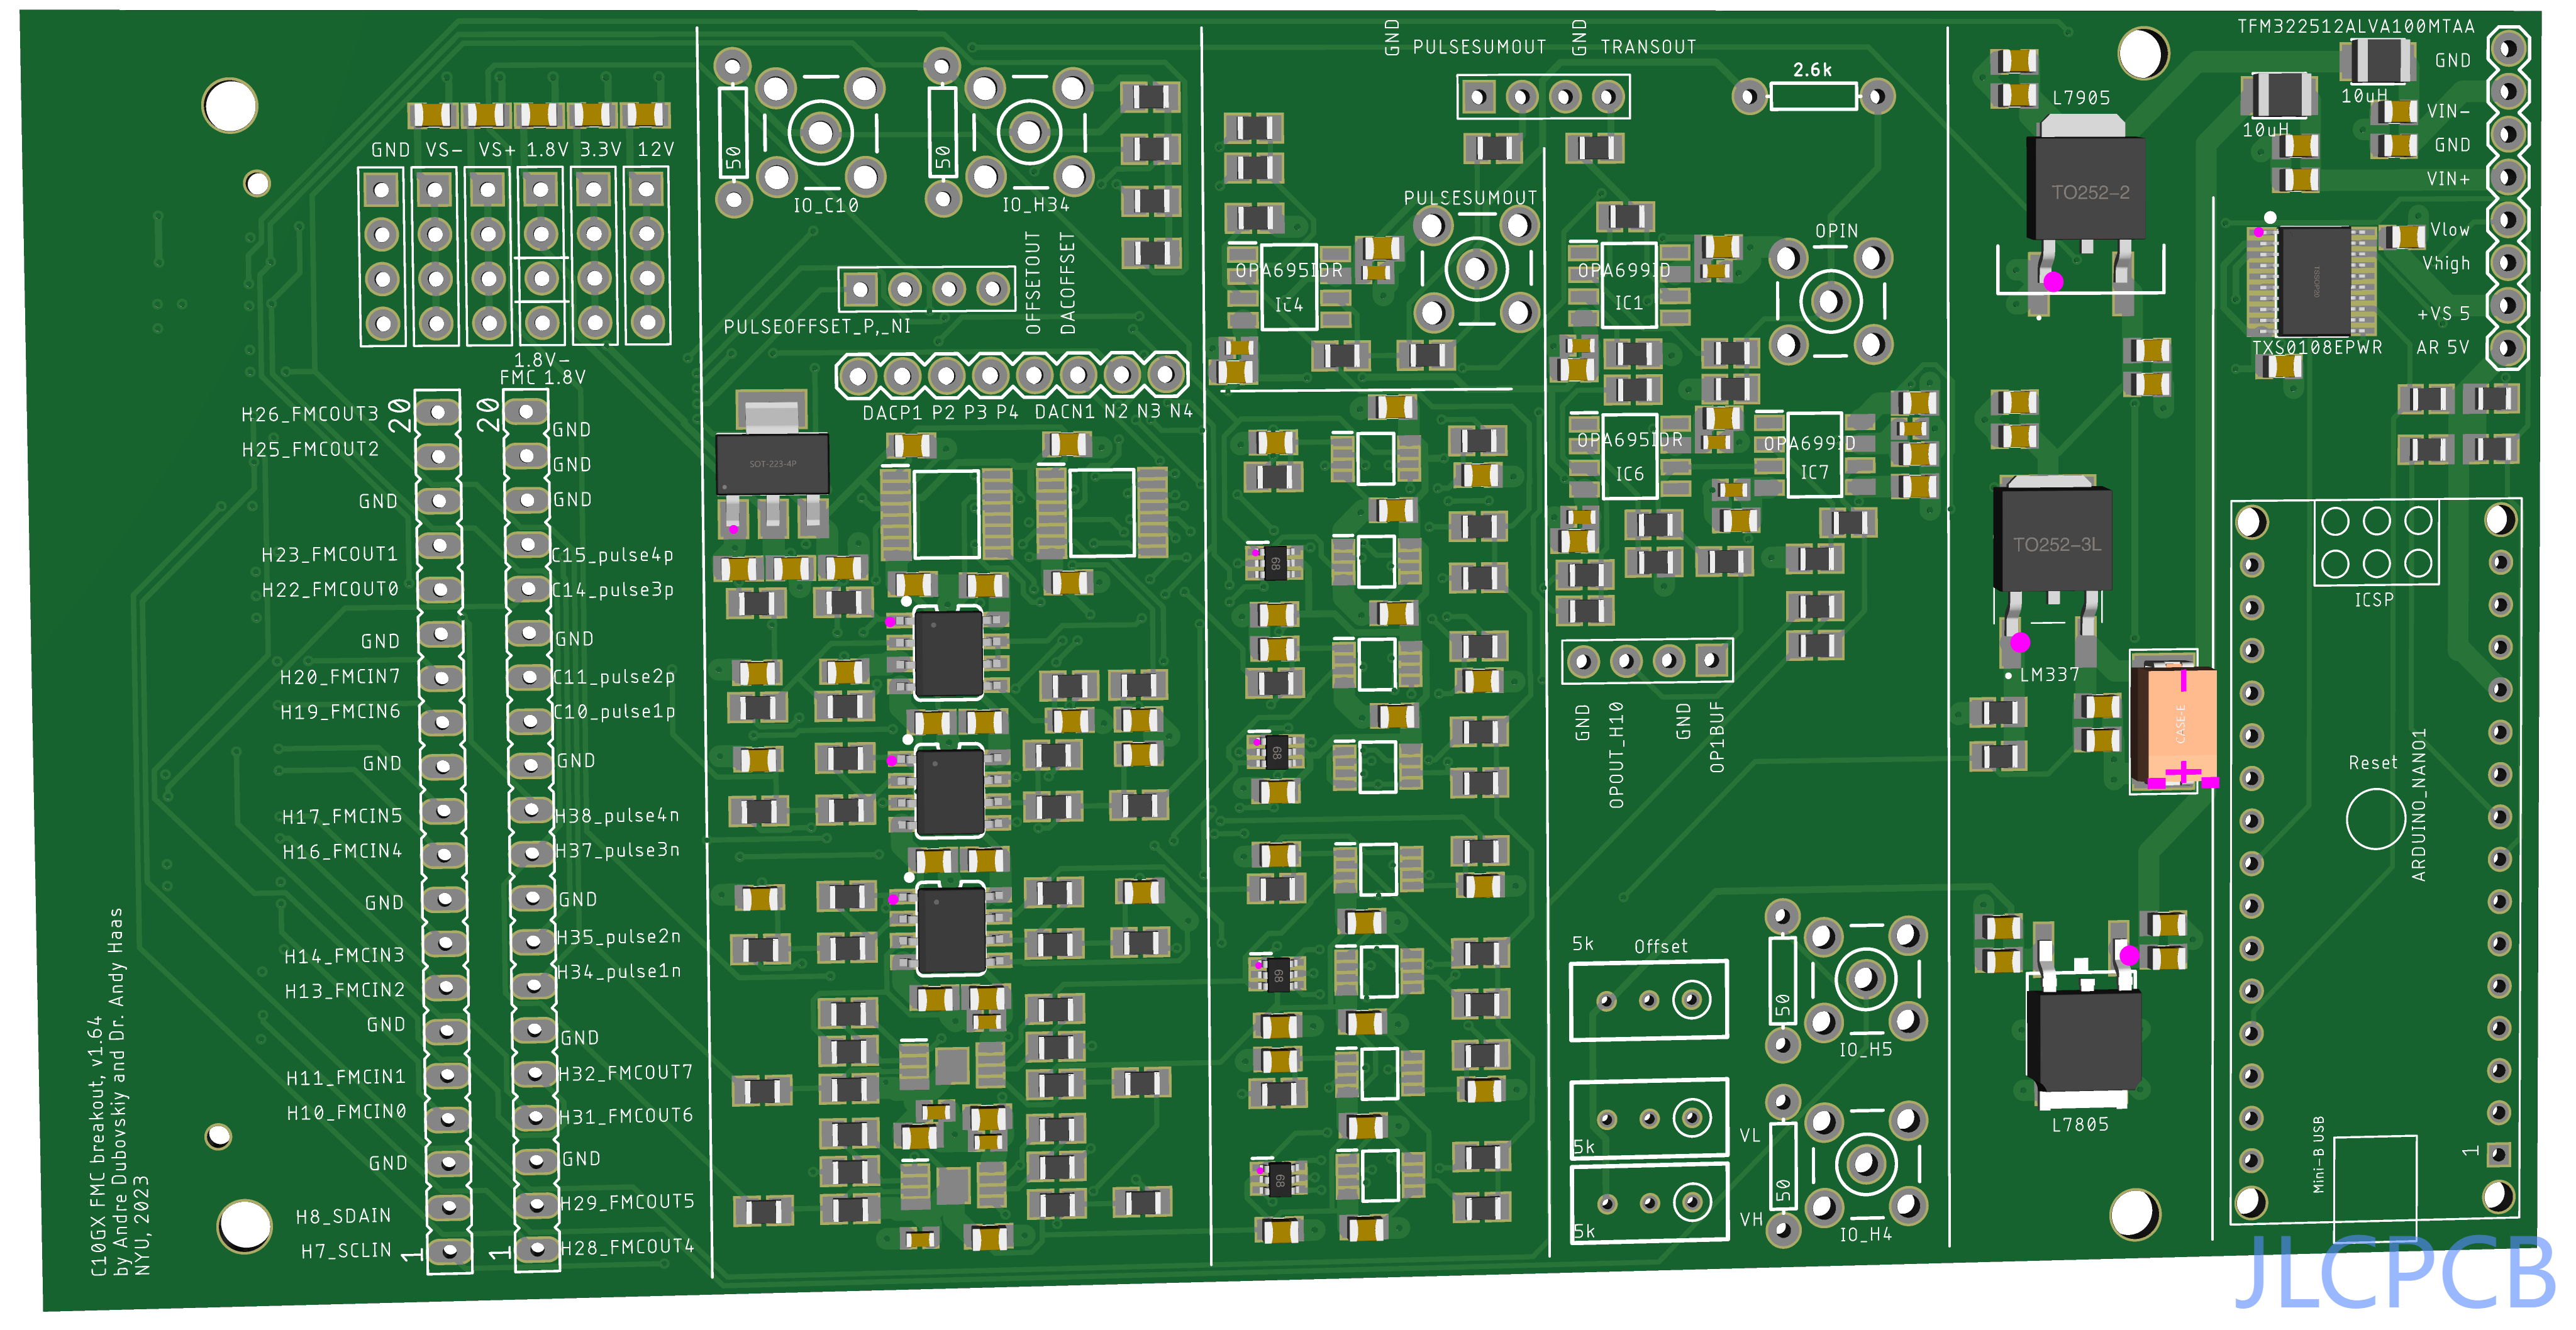 GND VS- VS+ 1.8V 3.3V 12V
1.8V-
FMC 1.8V
20
20
H26_FMCOUT3
H25_FMCOUT2
GND
H23_FMCOUT1
H22_FMCOUT0
GND
H20_FMCIN7
H19_FMCIN6
GND
H17_FMCIN5
H16_FMCIN4
GND
H14_FMCIN3
H13_FMCIN2
GND
H11_FMCIN1
H10_FMCIN0
GND
H8_SDAIN
H7_SCLIN
1
1
GND
GND
GND
C15_pulse4p
C14_pulse3p
GND
C11_pulse2p
C10_pulse1p
GND
H38_pulse4n
H37_pulse3n
GND
H35_pulse2n
H34_pulse1n
GND
H32_FMCOUT7
H31_FMCOUT6
GND
H29_FMCOUT5
H28_FMCOUT4
C10GX FMC breakout, v1.64
by Andre Dubovskiy and Dr. Andy Haas
NYU, 2023
50
IO_C10
50
IO_H34
OFFSETOUT
DACOFFSET
PULSEOFFSET_P,_NI
DACP1 P2 P3 P4 DACN1 N2 N3 N4
SOT-223-4P
GND
PULSESUMOUT
GND
TRANSOUT
2.6k
PULSESUMOUT
OPA695IDR
IC4
OPA699ID
IC1
OPIN
OPA695IDR
IC6
OPA699ID
IC7
68
68
68
68
GND
OPOUT_H10
GND
OP1BUF
5k
Offset
50
IO_H5
5k
VL
5k
VH
50
IO_H4
L7905
TO252-2
TO252-3L
LM337
CASE-E
L7805
TFM322512ALVA100MTAA
GND
10uH
VIN-
10uH
GND
VIN+
Vlow
Vhigh
+VS 5
TXS0108EPWR
AR 5V
TSSOP20
ICSP
Reset
ARDUINO_NANO1
Mini-B USB
1
JLCPCB